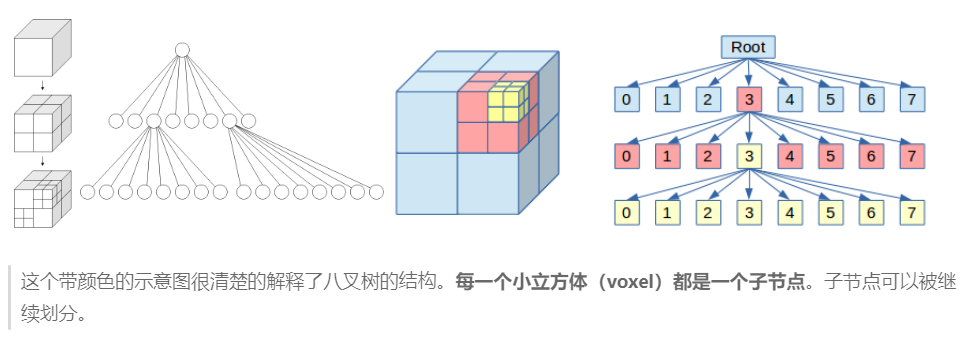 Root
0 1 2 3 4 5 6 7
0 1 2 3 4 5 6 7
0 1 2 3 4 5 6 7
这个带颜色的示意图很清楚的解释了八叉树的结构。每一个小立方体（voxel）都是一个子节点。子节点可以被继
续划分。